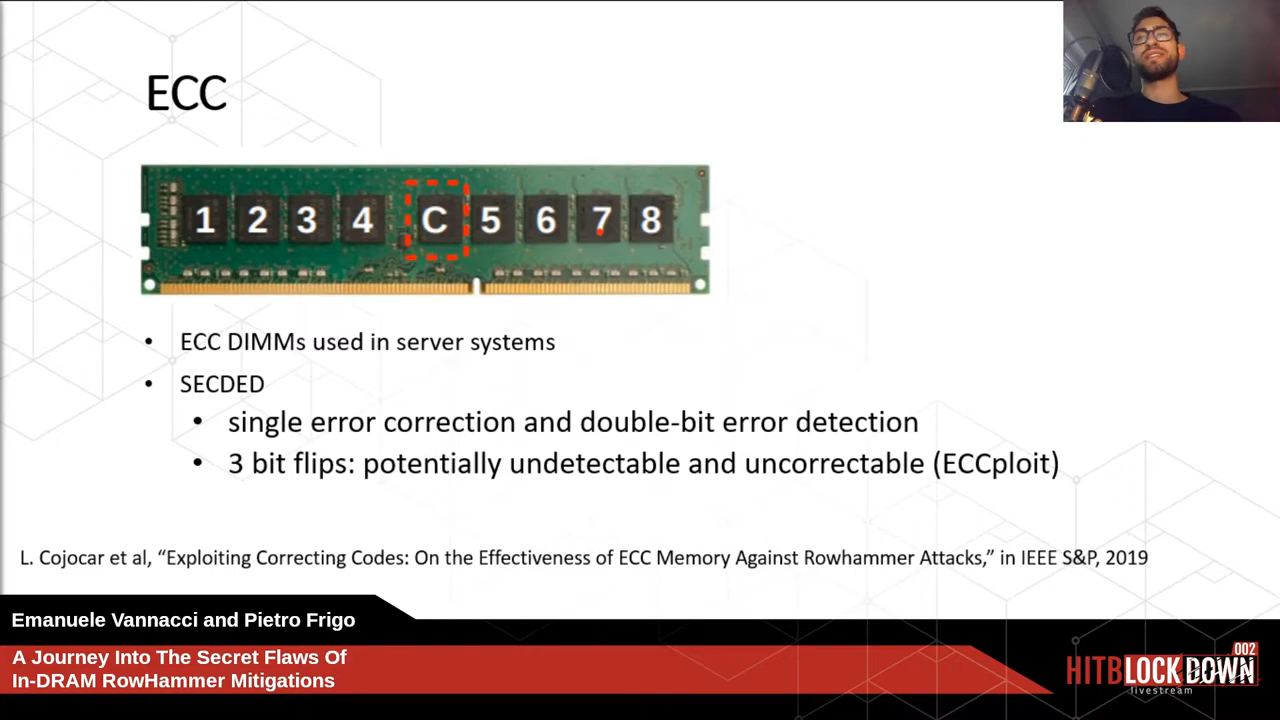 ECC
1 2 3 4 C 5 6 7 8
• ECC DIMMs used in server systems
• SECDED
• single error correction and double-bit error detection
• 3 bit flips: potentially undetectable and uncorrectable (ECCploit)
L. Cojocar et al, “Exploiting Correcting Codes: On the Effectiveness of ECC Memory Against Rowhammer Attacks,” in IEEE S&P, 2019
Emanuele Vannacci and Pietro Frigo
A Journey Into The Secret Flaws Of
In-DRAM RowHammer Mitigations
002
HITBLOCKDOWN
livestream